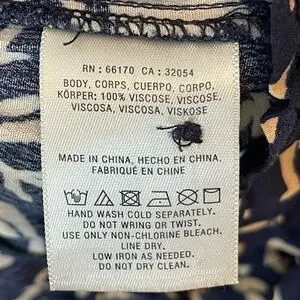 RN : 66170 CA : 32054
BODY, CORPS, CUERPO, CORPO,
KÖRPER: 100% VISCOSE, VISCOSE,
VISCOSA, VISCOSA, VISKOSE
MADE IN CHINA, HECHO EN CHINA,
FABRIQUÉ EN CHINE
HAND WASH COLD SEPARATELY.
DO NOT WRING OR TWIST.
USE ONLY NON-CHLORINE BLEACH.
LINE DRY.
LOW IRON AS NEEDED.
DO NOT DRY CLEAN.